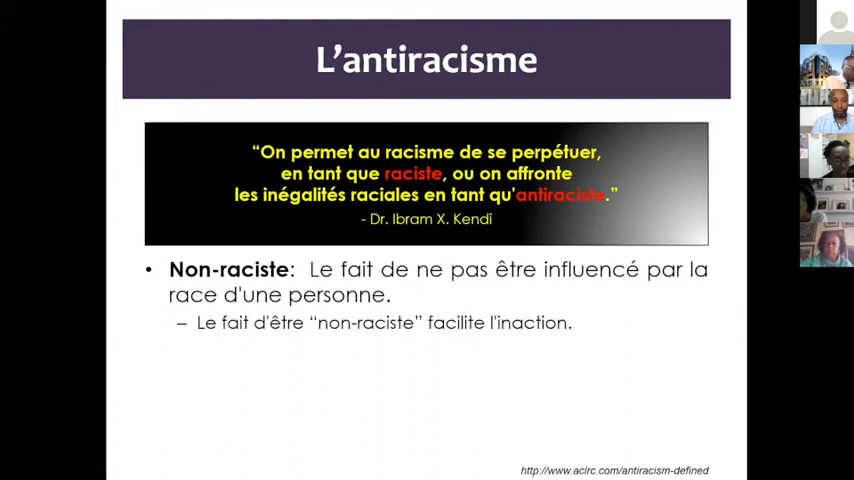 L'antiracisme
“On permet au racisme de se perpétuer,
en tant que raciste, ou on affronte
les inégalités raciales en tant qu'antiraciste.”
- Dr. Ibram X. Kendi
• Non-raciste: Le fait de ne pas être influencé par la
race d'une personne.
– Le fait d'être “non-raciste” facilite l'inaction.
http://www.aclrc.com/antiracism-defined